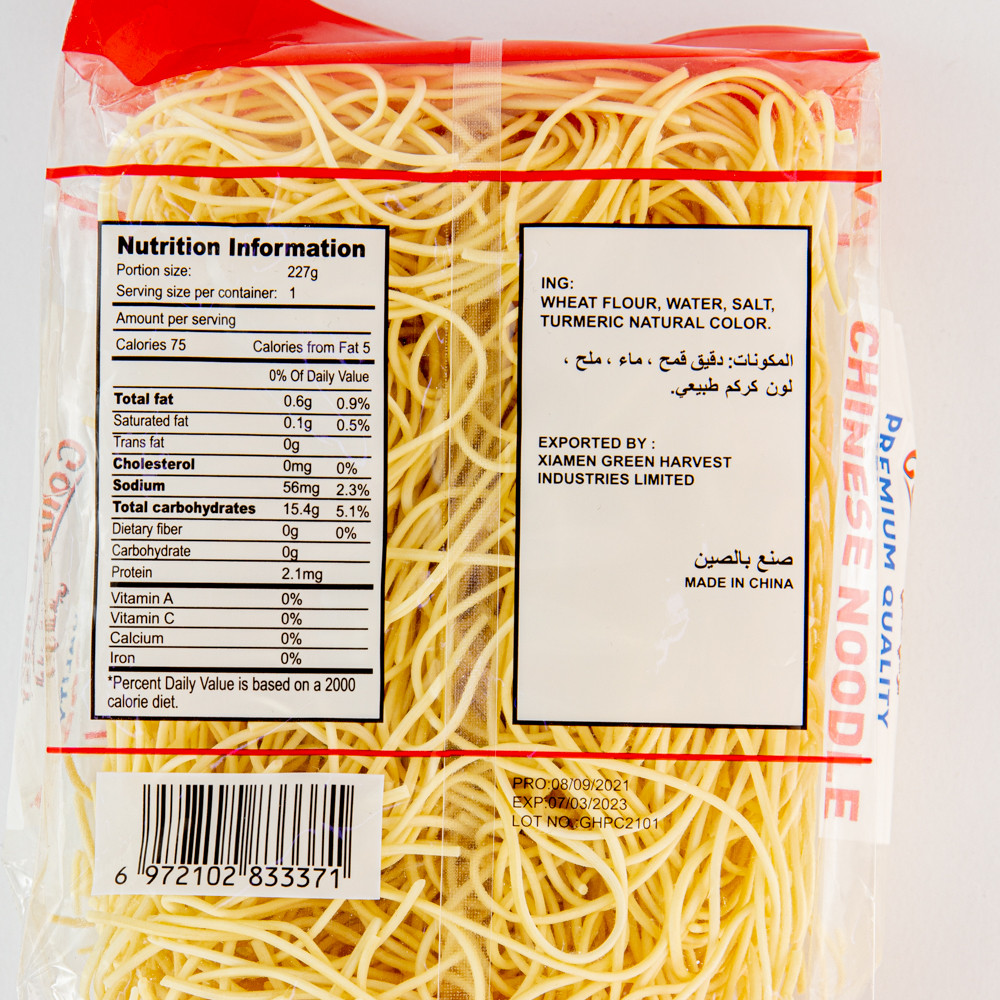 Nutrition Information
Portion size: 227g
Serving size per container: 1
Amount per serving
Calories 75 Calories from Fat 5
0% Of Daily Value
Total fat 0.6g 0.9%
Saturated fat 0.1g 0.5%
Trans fat 0g
Cholesterol 0mg 0%
Sodium 56mg 2.3%
Total carbohydrates 15.4g 5.1%
Dietary fiber 0g 0%
Carbohydrate 0g
Protein 2.1mg
Vitamin A 0%
Vitamin C 0%
Calcium 0%
Iron 0%
*Percent Daily Value is based on a 2000
calorie diet.
ING:
WHEAT FLOUR, WATER, SALT,
TURMERIC NATURAL COLOR.
المكونات: دقيق قمح ، ماء ، ملح ،
لون كركم طبيعي.
EXPORTED BY :
XIAMEN GREEN HARVEST
INDUSTRIES LIMITED
صنع بالصين
MADE IN CHINA
PREMIUM QUALITY
CHINESE NOODLE
6 972102 833371
PRO:08/09/2021
EXP:07/03/2023
LOT NO.:GHPC2101